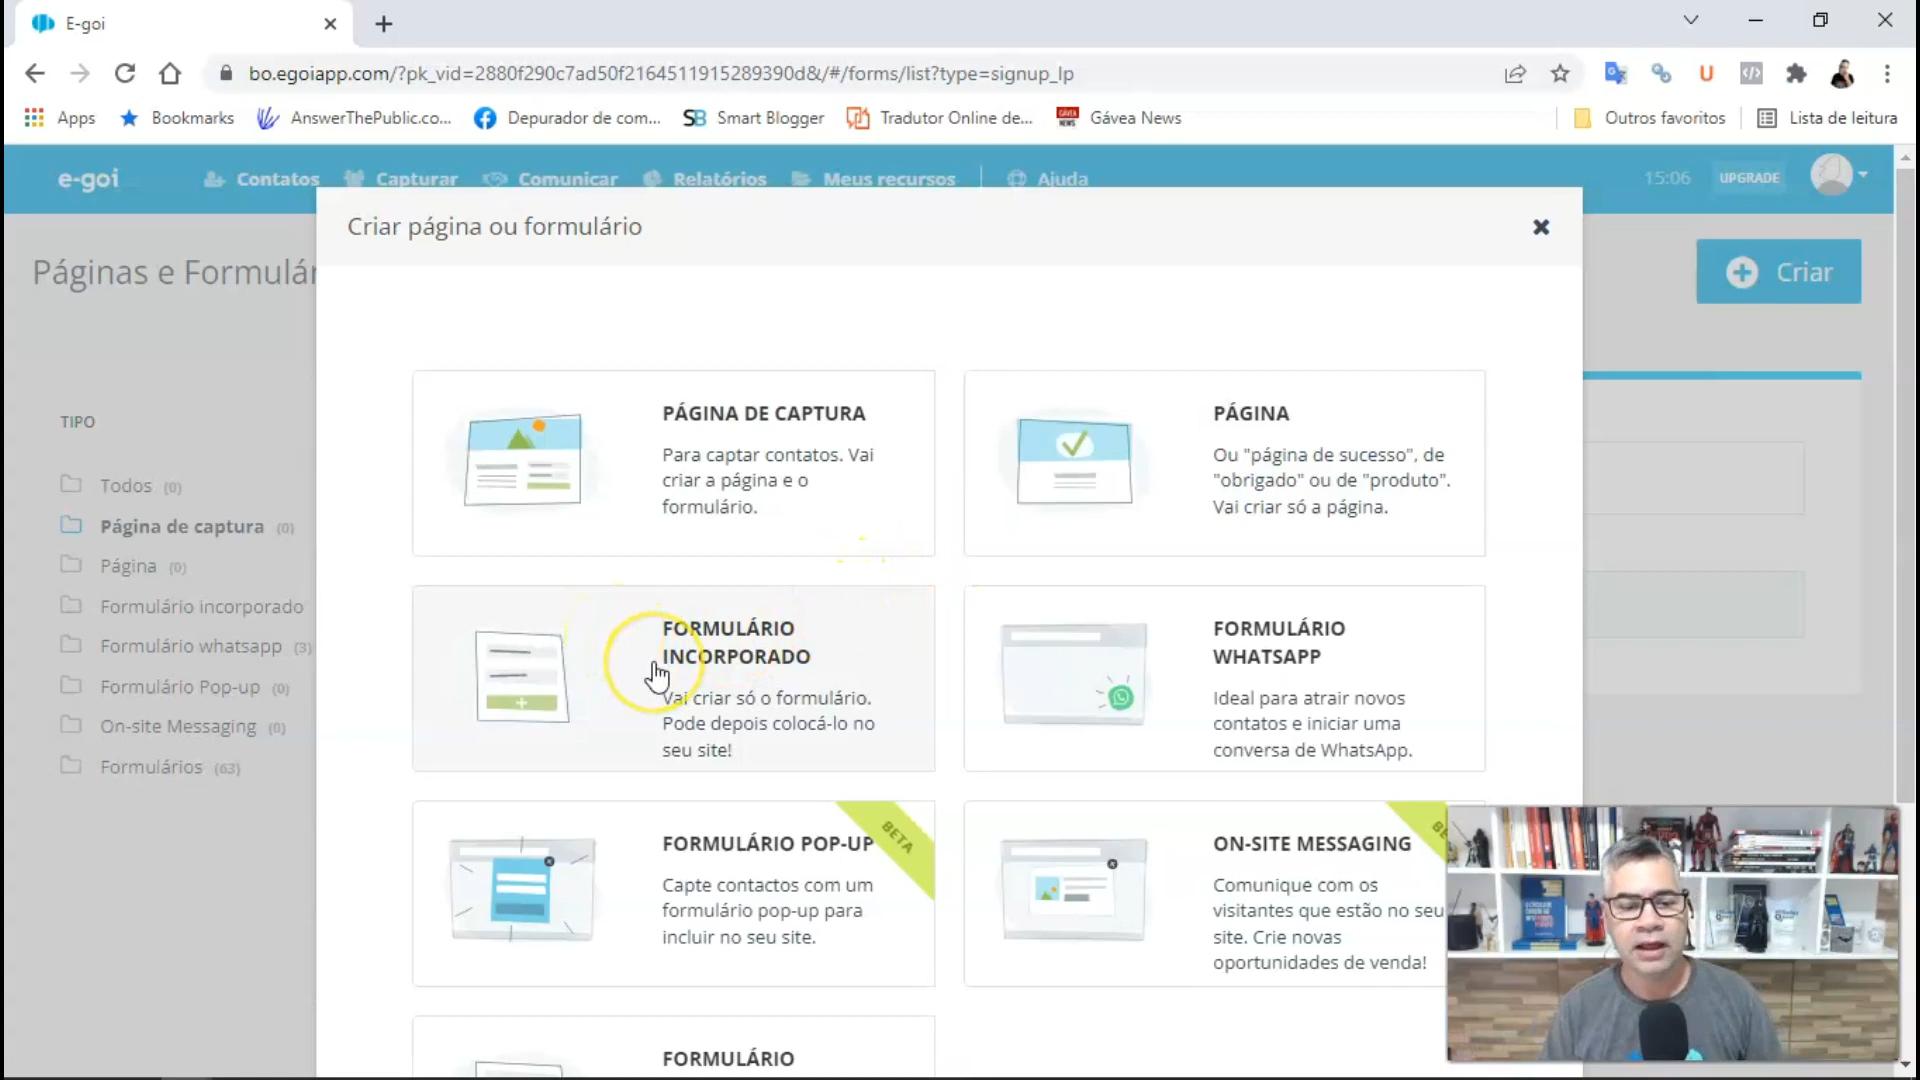 E-goi
bo.egoiapp.com/?pk_vid=2880f290c7ad50f2164511915289390d&/#/forms/list?type=signup_lp
Apps
Bookmarks
AnswerThePublic.co...
Depurador de com...
SB Smart Blogger
Tradutor Online de...
Gávea News
Outros favoritos
Lista de leitura
e-goi
Contatos
Capturar
Comunicar
Relatórios
Meus recursos
Ajuda
15:06
UPGRADE
Páginas e Formulár
Criar
Criar página ou formulário
TIPO
Todos (0)
Página de captura (0)
Página (0)
Formulário incorporado
Formulário whatsapp (3)
Formulário Pop-up (0)
On-site Messaging (0)
Formulários (63)
PÁGINA DE CAPTURA
Para captar contatos. Vai
criar a página e o
formulário.
PÁGINA
Ou "página de sucesso", de
"obrigado" ou de "produto".
Vai criar só a página.
FORMULÁRIO
INCORPORADO
Vai criar só o formulário.
Pode depois colocá-lo no
seu site!
FORMULÁRIO
WHATSAPP
Ideal para atrair novos
contatos e iniciar uma
conversa de WhatsApp.
FORMULÁRIO POP-UP
BETA
Capte contactos com um
formulário pop-up para
incluir no seu site.
ON-SITE MESSAGING
Comunique com os
visitantes que estão no seu
site. Crie novas
oportunidades de venda!
FORMULÁRIO